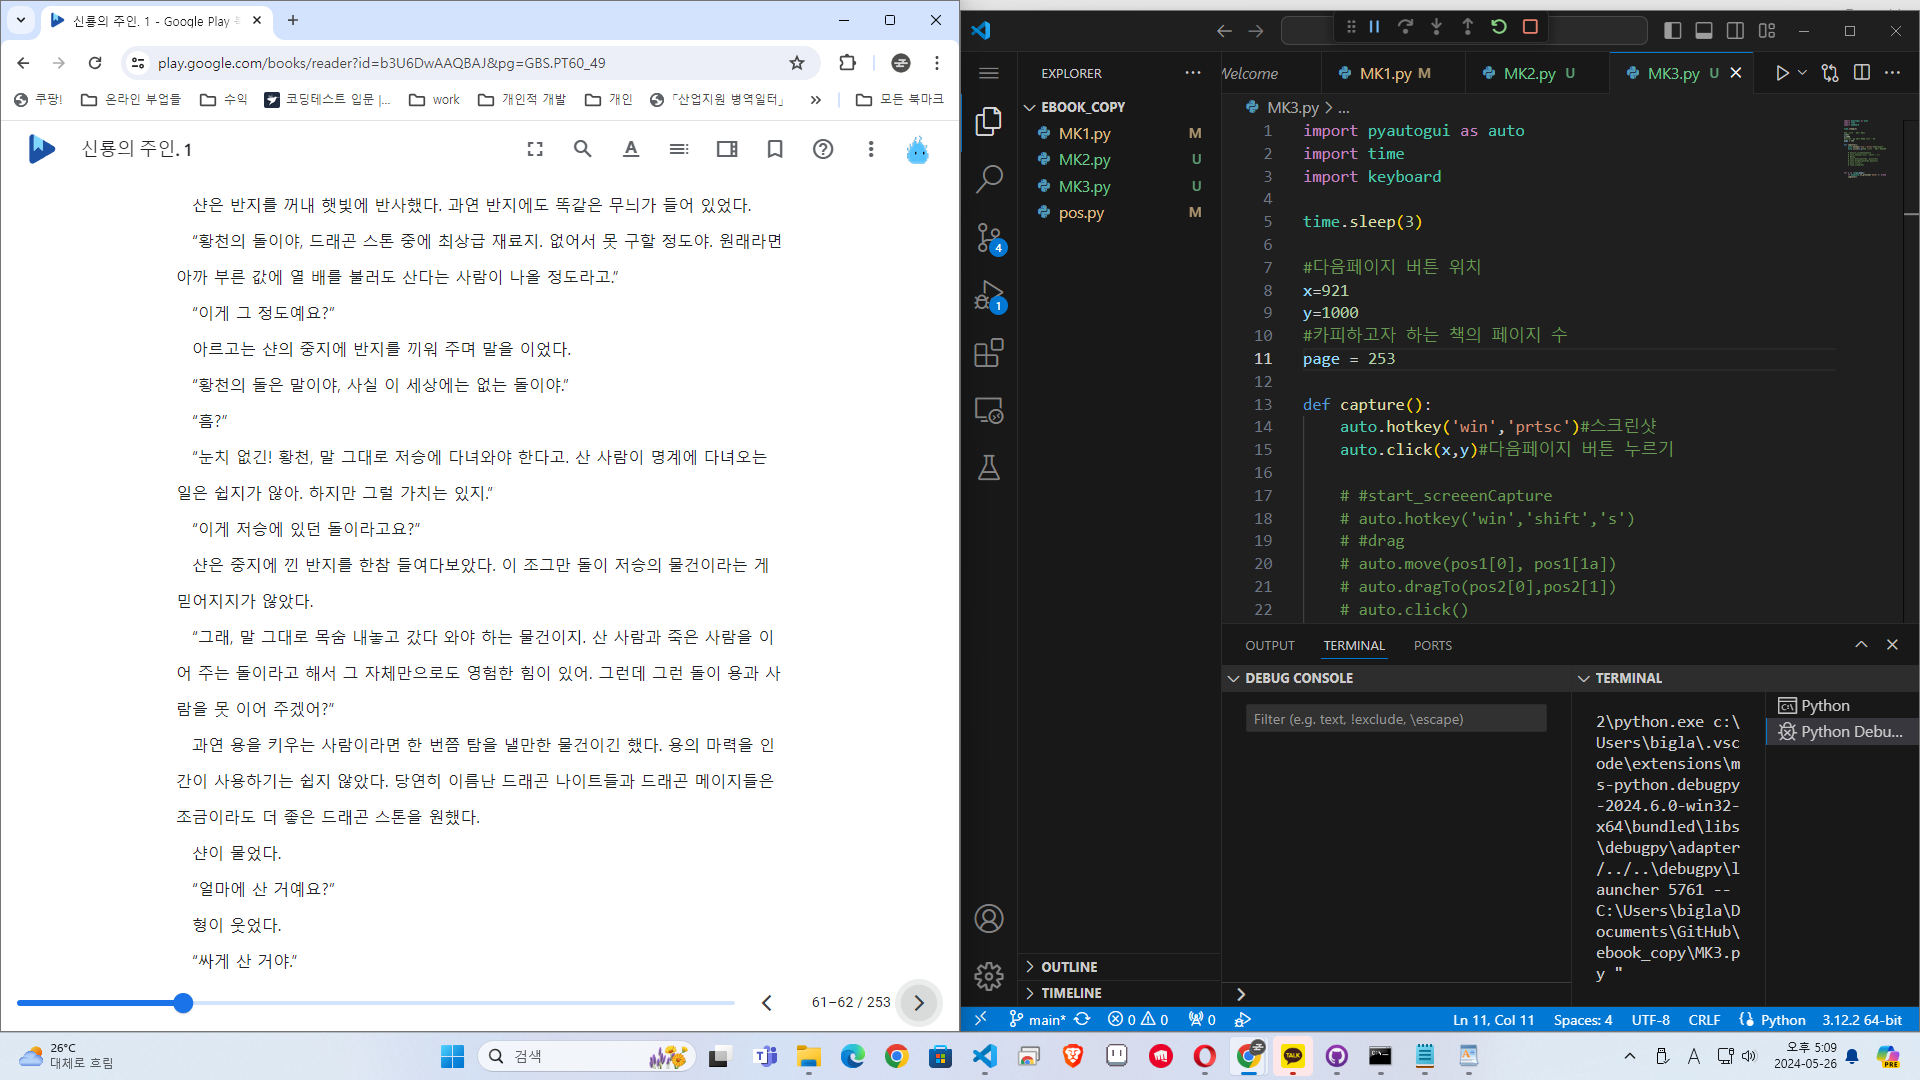 신룡의 주인. 1 - Google Play
play.google.com/books/reader?id=b3U6DwAAQBAJ&pg=GBS.PT60_49
쿠팡! 온라인 부업들 수익 코딩테스트 입문 |... work 개인적 개발 개인 「산업지원 병역일터」 » 모든 북마크
신룡의 주인. 1
샨은 반지를 꺼내 햇빛에 반사했다. 과연 반지에도 똑같은 무늬가 들어 있었다.
“황천의 돌이야, 드래곤 스톤 중에 최상급 재료지. 없어서 못 구할 정도야. 원래라면
아까 부른 값에 열 배를 불러도 산다는 사람이 나올 정도라고.”
“이게 그 정도예요?”
아르고는 샨의 중지에 반지를 끼워 주며 말을 이었다.
“황천의 돌은 말이야, 사실 이 세상에는 없는 돌이야.”
“흠?”
“눈치 없긴! 황천, 말 그대로 저승에 다녀와야 한다고. 산 사람이 명계에 다녀오는
일은 쉽지가 않아. 하지만 그럴 가치는 있지.”
“이게 저승에 있던 돌이라고요?”
샨은 중지에 낀 반지를 한참 들여다보았다. 이 조그만 돌이 저승의 물건이라는 게
믿어지지가 않았다.
“그래, 말 그대로 목숨 내놓고 갔다 와야 하는 물건이지. 산 사람과 죽은 사람을 이
어 주는 돌이라고 해서 그 자체만으로도 영험한 힘이 있어. 그런데 그런 돌이 용과 사
람을 못 이어 주겠어?”
과연 용을 키우는 사람이라면 한 번쯤 탐을 낼만한 물건이긴 했다. 용의 마력을 인
간이 사용하기는 쉽지 않았다. 당연히 이름난 드래곤 나이트들과 드래곤 메이지들은
조금이라도 더 좋은 드래곤 스톤을 원했다.
샨이 물었다.
“얼마에 산 거예요?”
형이 웃었다.
“싸게 산 거야.”
61–62 / 253
EXPLORER
EBOOK_COPY
MK1.py M
MK2.py U
MK3.py U
pos.py M
OUTLINE
TIMELINE
Welcome MK1.py M MK2.py U MK3.py U
MK3.py > ...
1 import pyautogui as auto
2 import time
3 import keyboard
4
5 time.sleep(3)
6
7 #다음페이지 버튼 위치
8 x=921
9 y=1000
10 #카피하고자 하는 책의 페이지 수
11 page = 253
12
13 def capture():
14 auto.hotkey('win','prtsc')#스크린샷
15 auto.click(x,y)#다음페이지 버튼 누르기
16
17 # #start_screeenCapture
18 # auto.hotkey('win','shift','s')
19 # #drag
20 # auto.move(pos1[0], pos1[1a])
21 # auto.dragTo(pos2[0],pos2[1])
22 # auto.click()
OUTPUT TERMINAL PORTS
DEBUG CONSOLE
Filter (e.g. text, !exclude, \escape)
TERMINAL
2\python.exe c:\
Users\bigla\.vsc
ode\extensions\m
s-python.debugpy
-2024.6.0-win32-
x64\bundled\libs
\debugpy\adapter
/../..\debugpy\l
auncher 5761 --
C:\Users\bigla\D
ocuments\GitHub\
ebook_copy\MK3.p
y "
Python
Python Debu...
main* 0 0 0 Ln 11, Col 11 Spaces: 4 UTF-8 CRLF Python 3.12.2 64-bit
26°C
대체로 흐림
검색
A
오후 5:09
2024-05-26